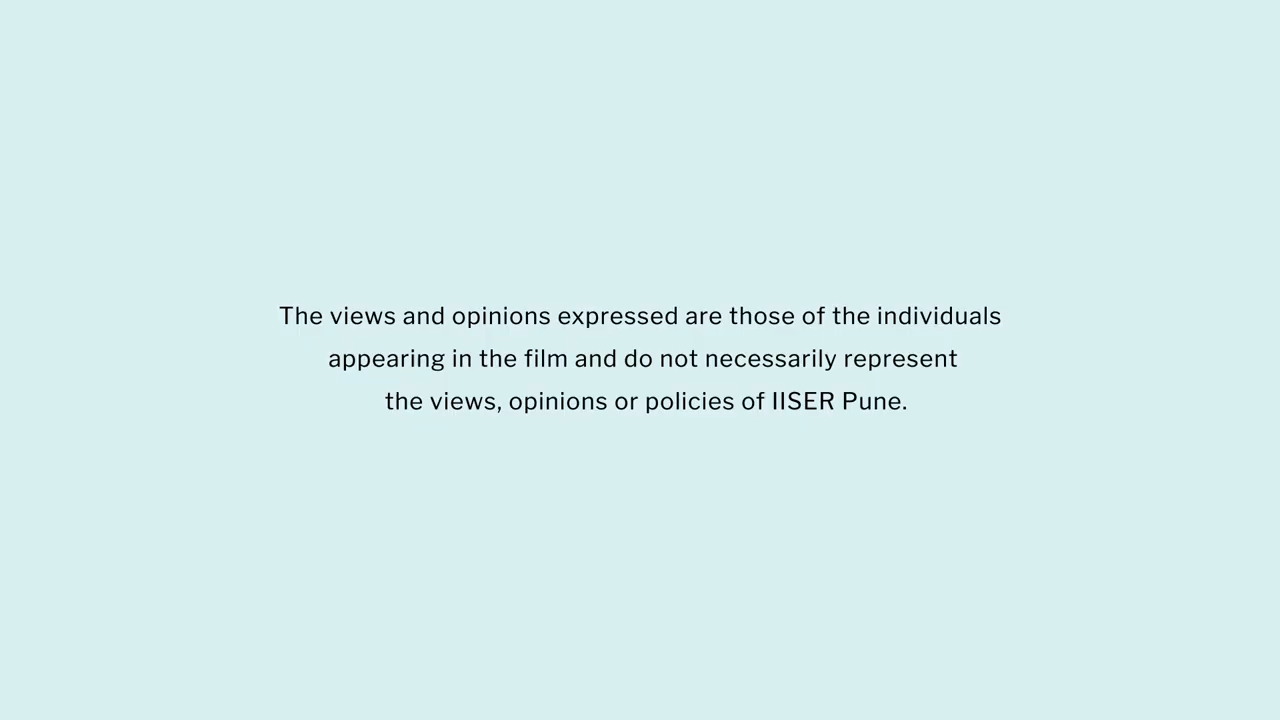 The views and opinions expressed are those of the individuals
appearing in the film and do not necessarily represent
the views, opinions or policies of IISER Pune.